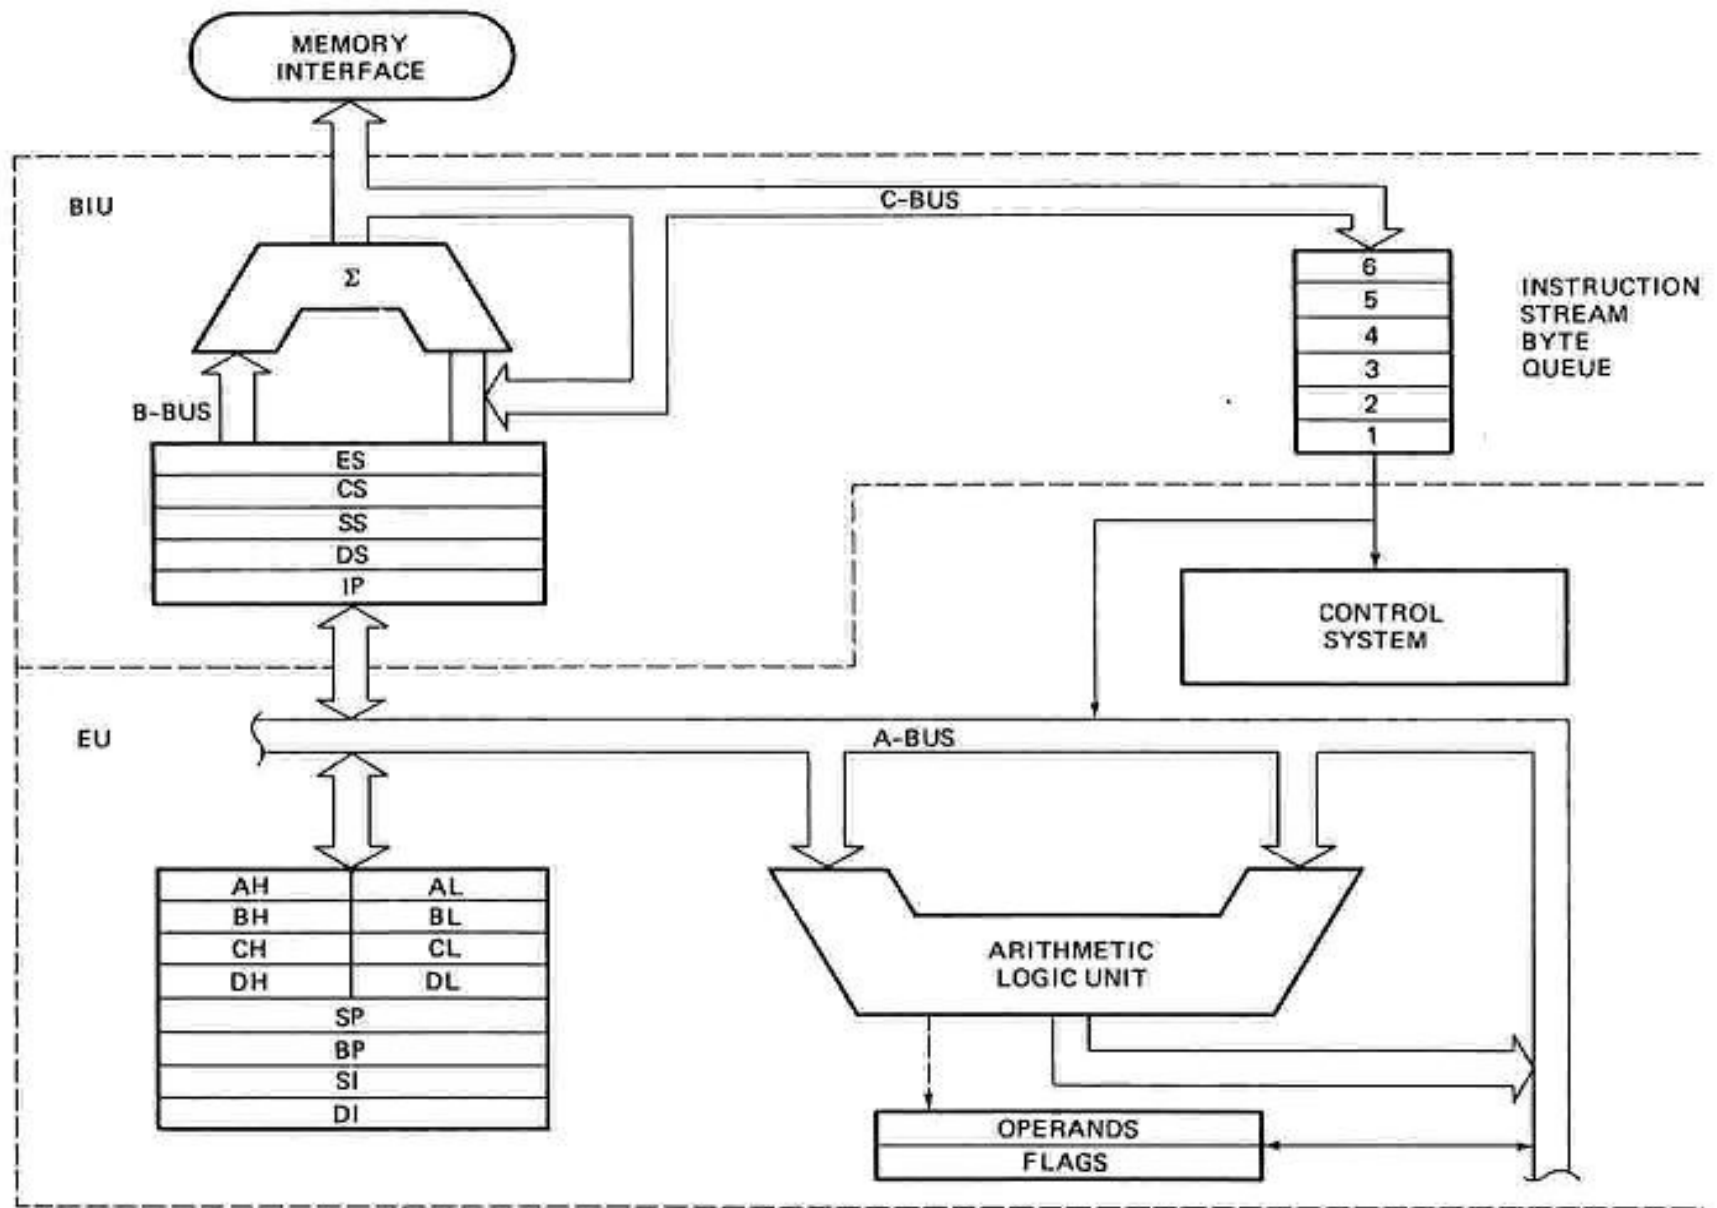 MEMORY
INTERFACE
BIU
C-BUS
Σ
6
5
4
3
2
1
INSTRUCTION
STREAM
BYTE
QUEUE
B-BUS
ES
CS
SS
DS
IP
CONTROL
SYSTEM
EU
A-BUS
AH AL
BH BL
CH CL
DH DL
SP
BP
SI
DI
ARITHMETIC
LOGIC UNIT
OPERANDS
FLAGS